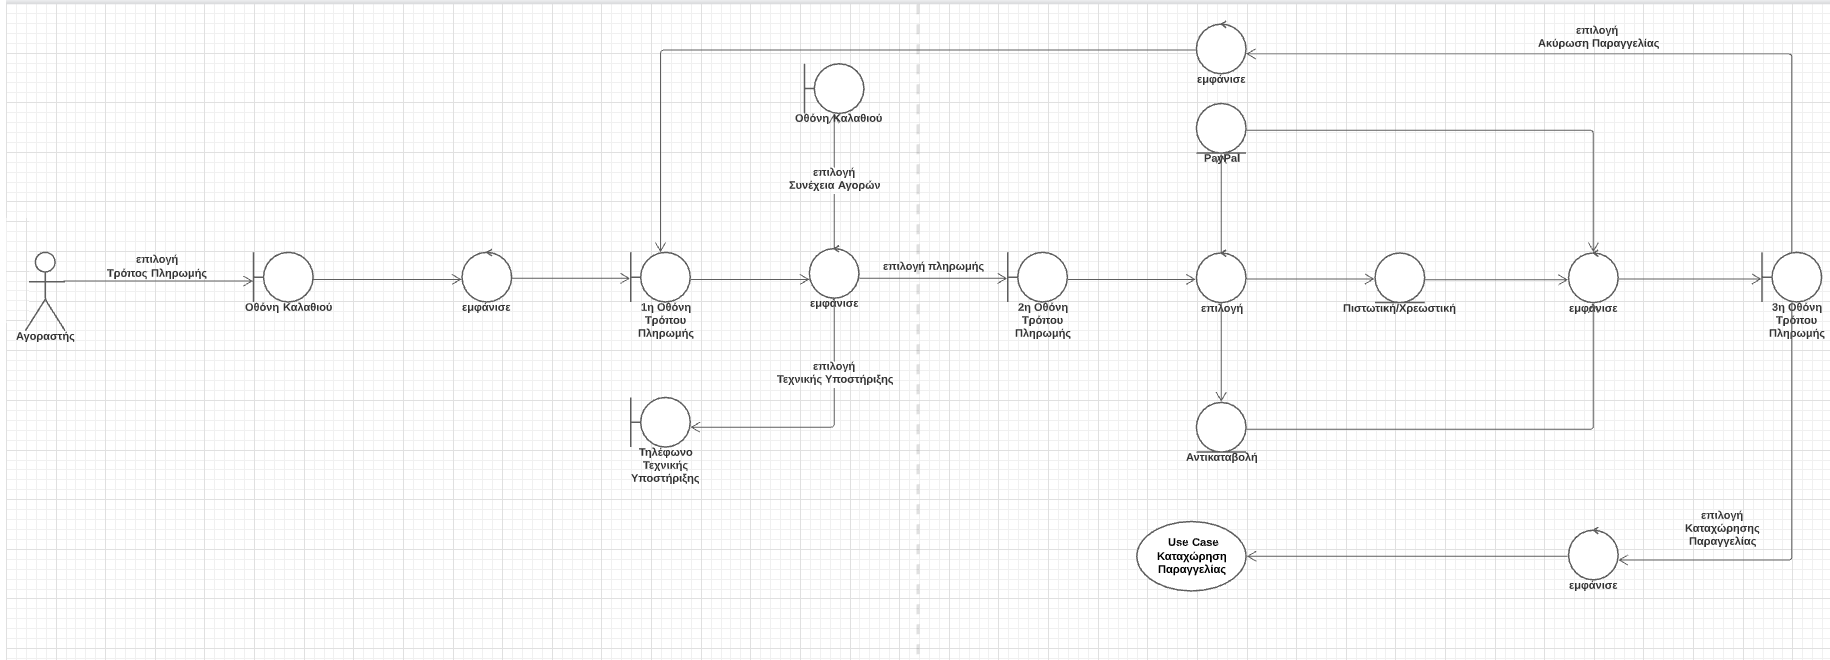 επιλογή
Ακύρωση Παραγγελίας
εμφάνισε
Οθόνη Καλαθιού
PayPal
επιλογή
Συνέχεια Αγορών
επιλογή
Τρόπος Πληρωμής
επιλογή πληρωμής
Αγοραστής
Οθόνη Καλαθιού
εμφάνισε
1η Οθόνη
Τρόπου
Πληρωμής
εμφάνισε
2η Οθόνη
Τρόπου
Πληρωμής
επιλογή
Πιστωτική/Χρεωστική
εμφάνισε
3η Οθόνη
Τρόπου
Πληρωμής
επιλογή
Τεχνικής Υποστήριξης
Τηλέφωνο
Τεχνικής
Υποστήριξης
Αντικαταβολή
επιλογή
Καταχώρησης
Παραγγελίας
Use Case
Καταχώρηση
Παραγγελίας
εμφάνισε